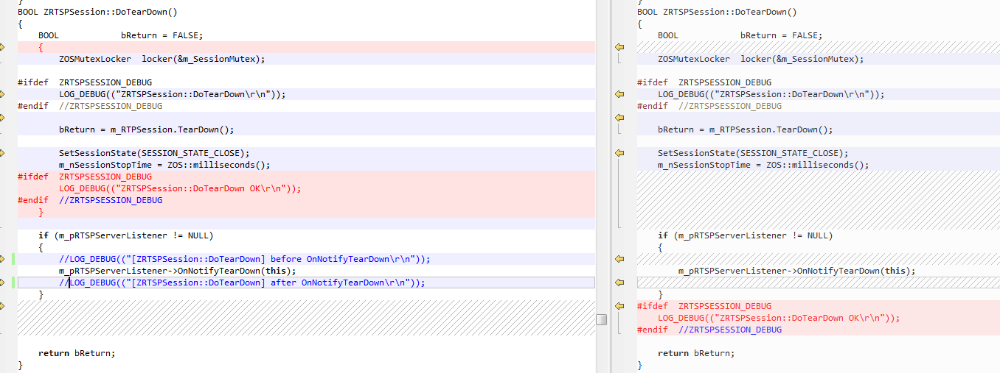 }
BOOL ZRTSPSession::DoTearDown()
{
    BOOL            bReturn = FALSE;
    {
        ZOSMutexLocker  locker(&m_SessionMutex);

#ifdef  ZRTSPSESSION_DEBUG
        LOG_DEBUG(("ZRTSPSession::DoTearDown\r\n"));
#endif  //ZRTSPSESSION_DEBUG

        bReturn = m_RTPSession.TearDown();

        SetSessionState(SESSION_STATE_CLOSE);
        m_nSessionStopTime = ZOS::milliseconds();
#ifdef  ZRTSPSESSION_DEBUG
        LOG_DEBUG(("ZRTSPSession::DoTearDown OK\r\n"));
#endif  //ZRTSPSESSION_DEBUG
    }

    if (m_pRTSPServerListener != NULL)
    {
        //LOG_DEBUG(("[ZRTSPSession::DoTearDown] before OnNotifyTearDown\r\n"));
        m_pRTSPServerListener->OnNotifyTearDown(this);
        //LOG_DEBUG(("[ZRTSPSession::DoTearDown] after OnNotifyTearDown\r\n"));
    }

    return bReturn;
}
}
BOOL ZRTSPSession::DoTearDown()
{
    BOOL            bReturn = FALSE;
    ZOSMutexLocker  locker(&m_SessionMutex);

#ifdef  ZRTSPSESSION_DEBUG
    LOG_DEBUG(("ZRTSPSession::DoTearDown\r\n"));
#endif  //ZRTSPSESSION_DEBUG

    bReturn = m_RTPSession.TearDown();

    SetSessionState(SESSION_STATE_CLOSE);
    m_nSessionStopTime = ZOS::milliseconds();

    if (m_pRTSPServerListener != NULL)
    {
        m_pRTSPServerListener->OnNotifyTearDown(this);
    }
#ifdef  ZRTSPSESSION_DEBUG
    LOG_DEBUG(("ZRTSPSession::DoTearDown OK\r\n"));
#endif  //ZRTSPSESSION_DEBUG

    return bReturn;
}